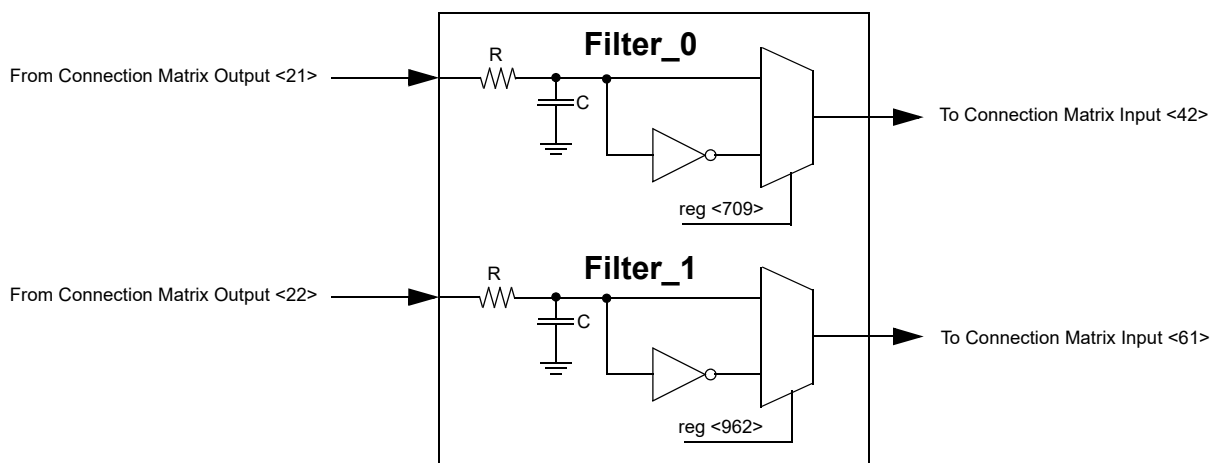 Filter_0
R
From Connection Matrix Output <21>
C
To Connection Matrix Input <42>
reg <709>
Filter_1
R
From Connection Matrix Output <22>
C
To Connection Matrix Input <61>
reg <962>